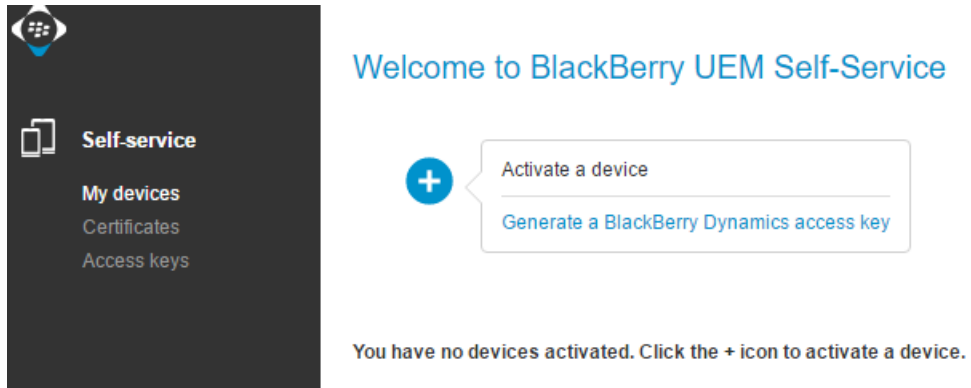 Self-service
My devices
Certificates
Access keys
Welcome to BlackBerry UEM Self-Service
Activate a device
Generate a BlackBerry Dynamics access key
You have no devices activated. Click the + icon to activate a device.